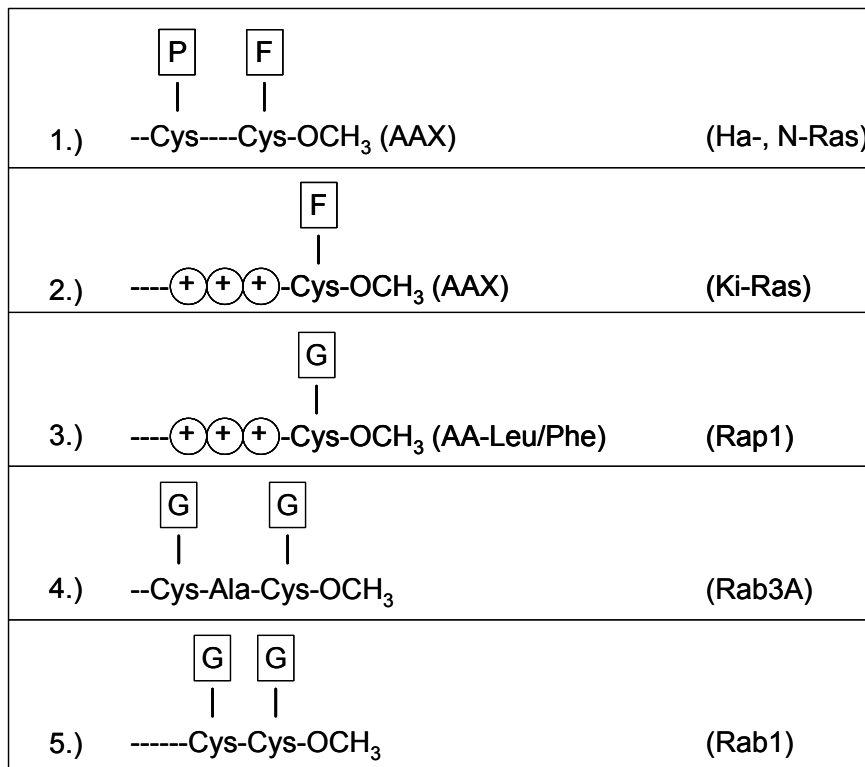 P F
1.) --Cys----Cys-OCH₃ (AAX) (Ha-, N-Ras)
F
2.) ----+++-Cys-OCH₃ (AAX) (Ki-Ras)
G
3.) ----+++-Cys-OCH₃ (AA-Leu/Phe) (Rap1)
G G
4.) --Cys-Ala-Cys-OCH₃ (Rab3A)
G G
5.) ------Cys-Cys-OCH₃ (Rab1)